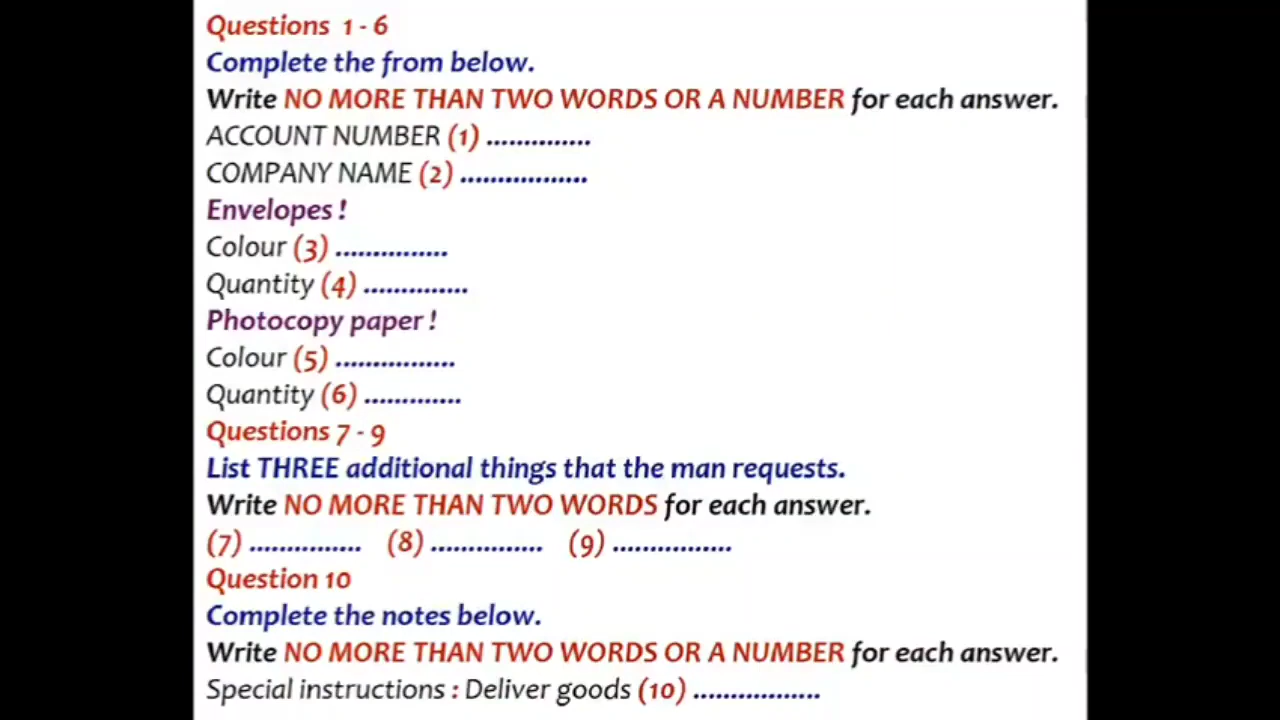 Questions 1 - 6
Complete the from below.
Write NO MORE THAN TWO WORDS OR A NUMBER for each answer.
ACCOUNT NUMBER (1) ..............
COMPANY NAME (2) .................
Envelopes !
Colour (3) ...............
Quantity (4) ..............
Photocopy paper !
Colour (5) ................
Quantity (6) .............
Questions 7 - 9
List THREE additional things that the man requests.
Write NO MORE THAN TWO WORDS for each answer.
(7) ............... (8) ............... (9) ................
Question 10
Complete the notes below.
Write NO MORE THAN TWO WORDS OR A NUMBER for each answer.
Special instructions : Deliver goods (10) .................